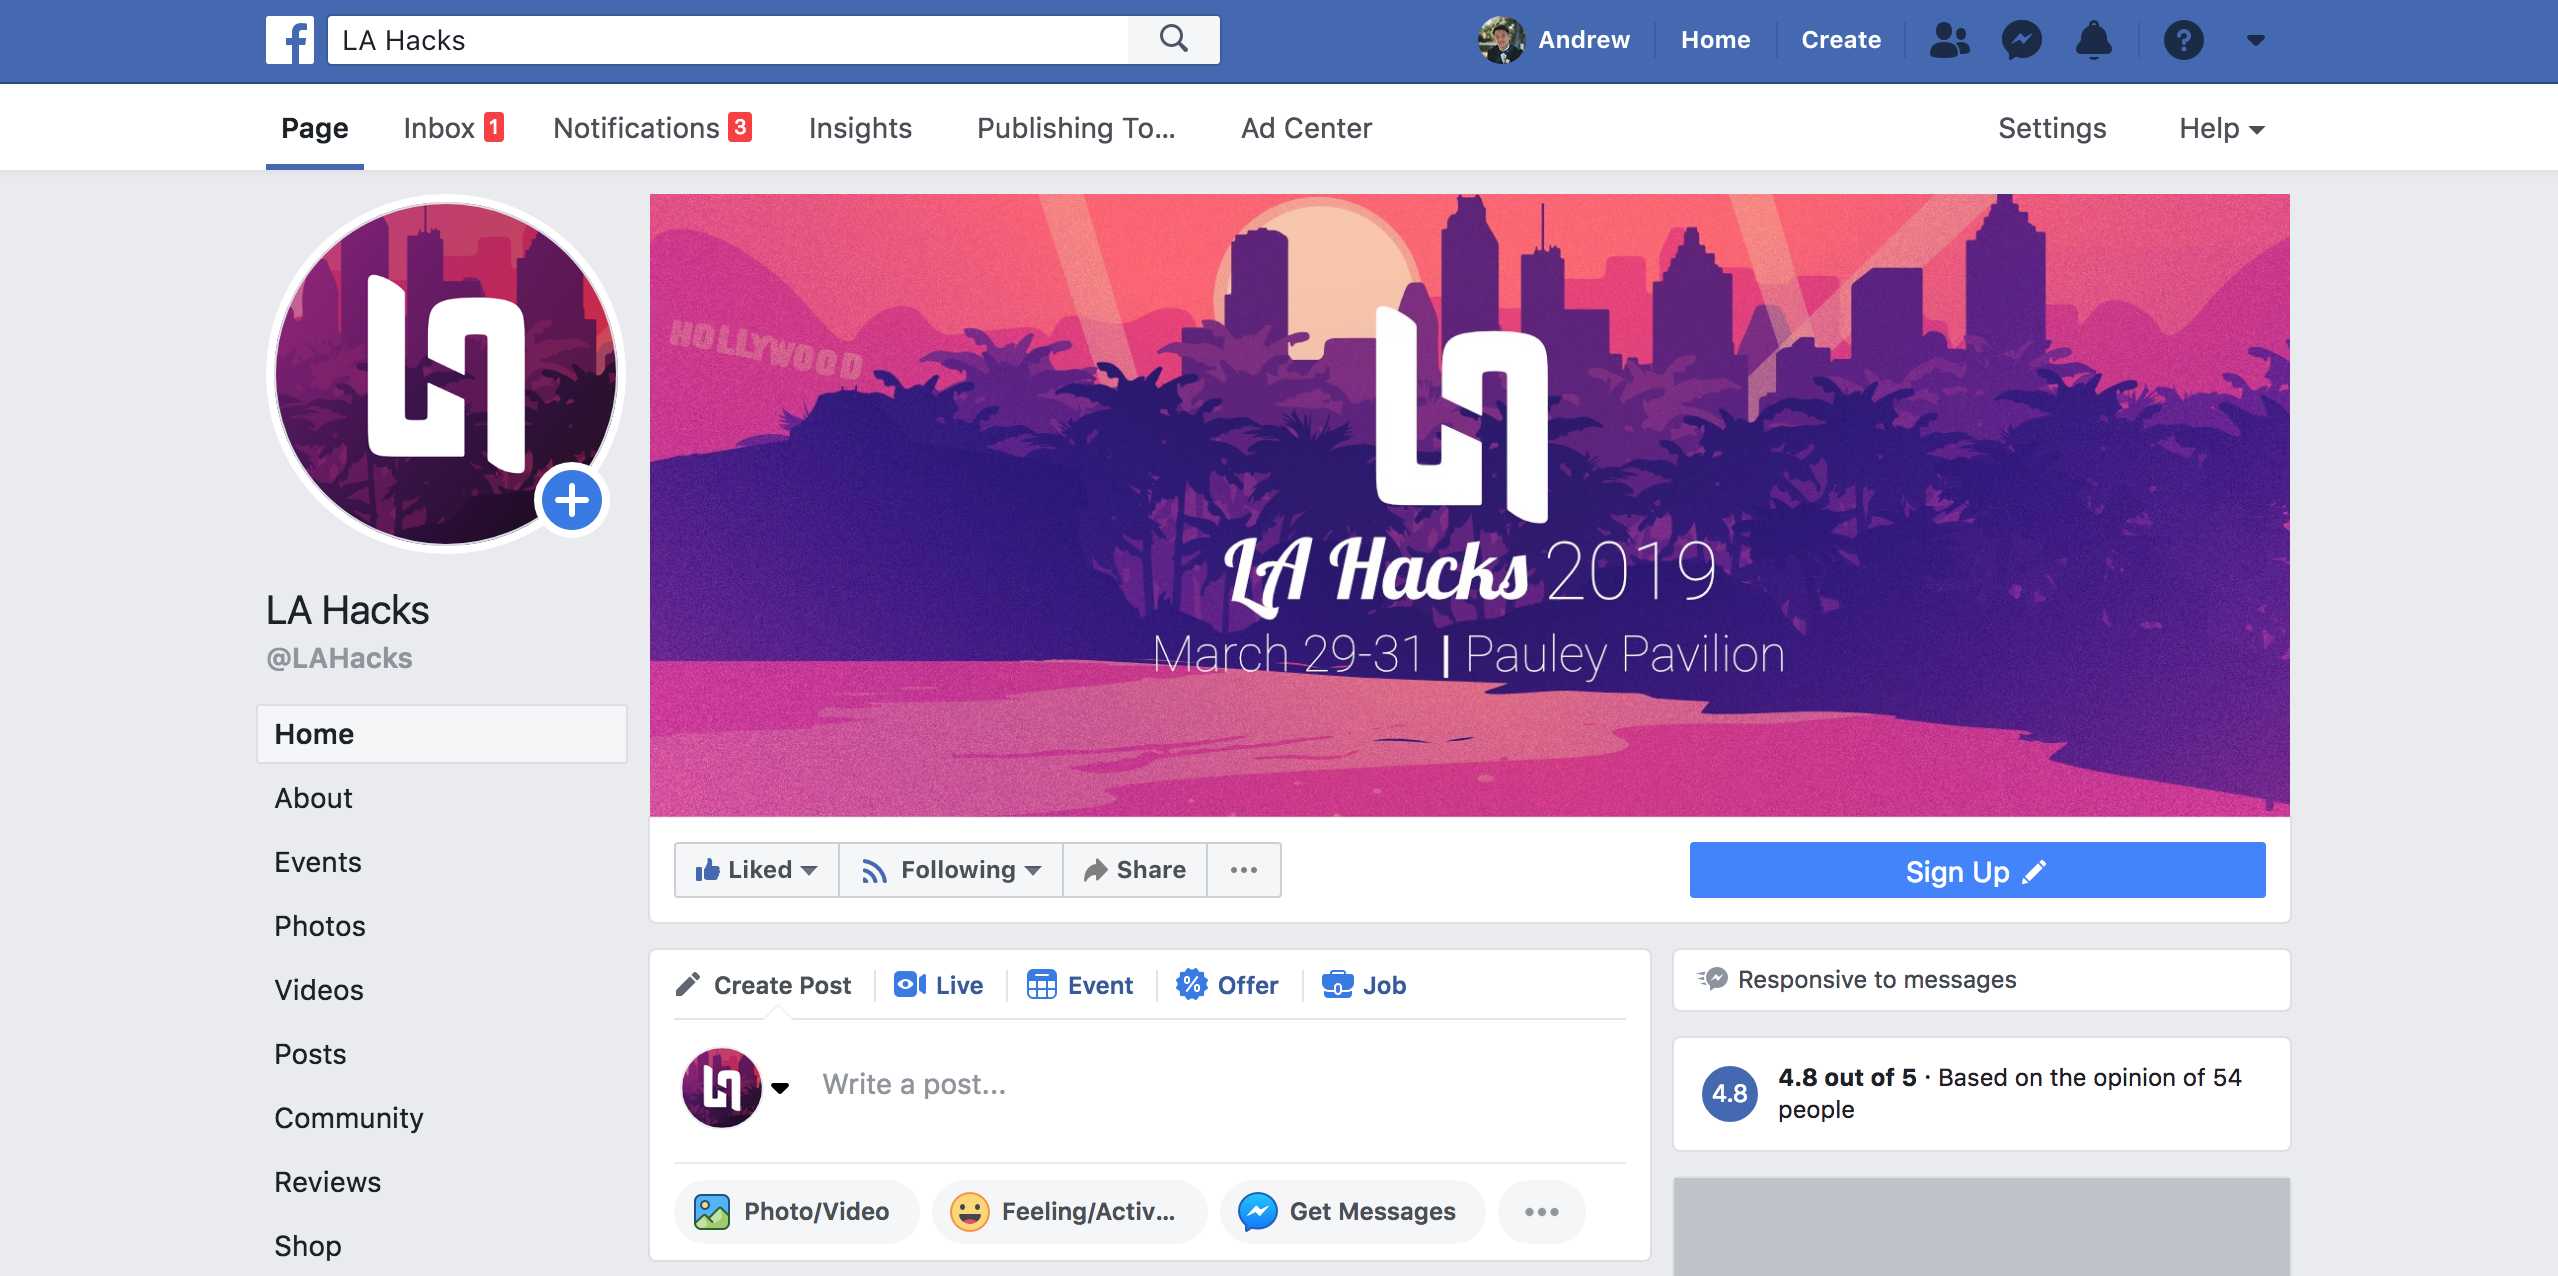 LA Hacks
Andrew
Home
Create
Page
Inbox 1
Notifications 3
Insights
Publishing To...
Ad Center
Settings
Help
HOLLYWOOD
LA Hacks 2019
March 29-31 | Pauley Pavilion
LA Hacks
@LAHacks
Home
About
Events
Photos
Videos
Posts
Community
Reviews
Shop
Liked
Following
Share
Sign Up
Create Post
Live
Event
Offer
Job
Write a post...
Photo/Video
Feeling/Activ...
Get Messages
Responsive to messages
4.8
4.8 out of 5 · Based on the opinion of 54
people